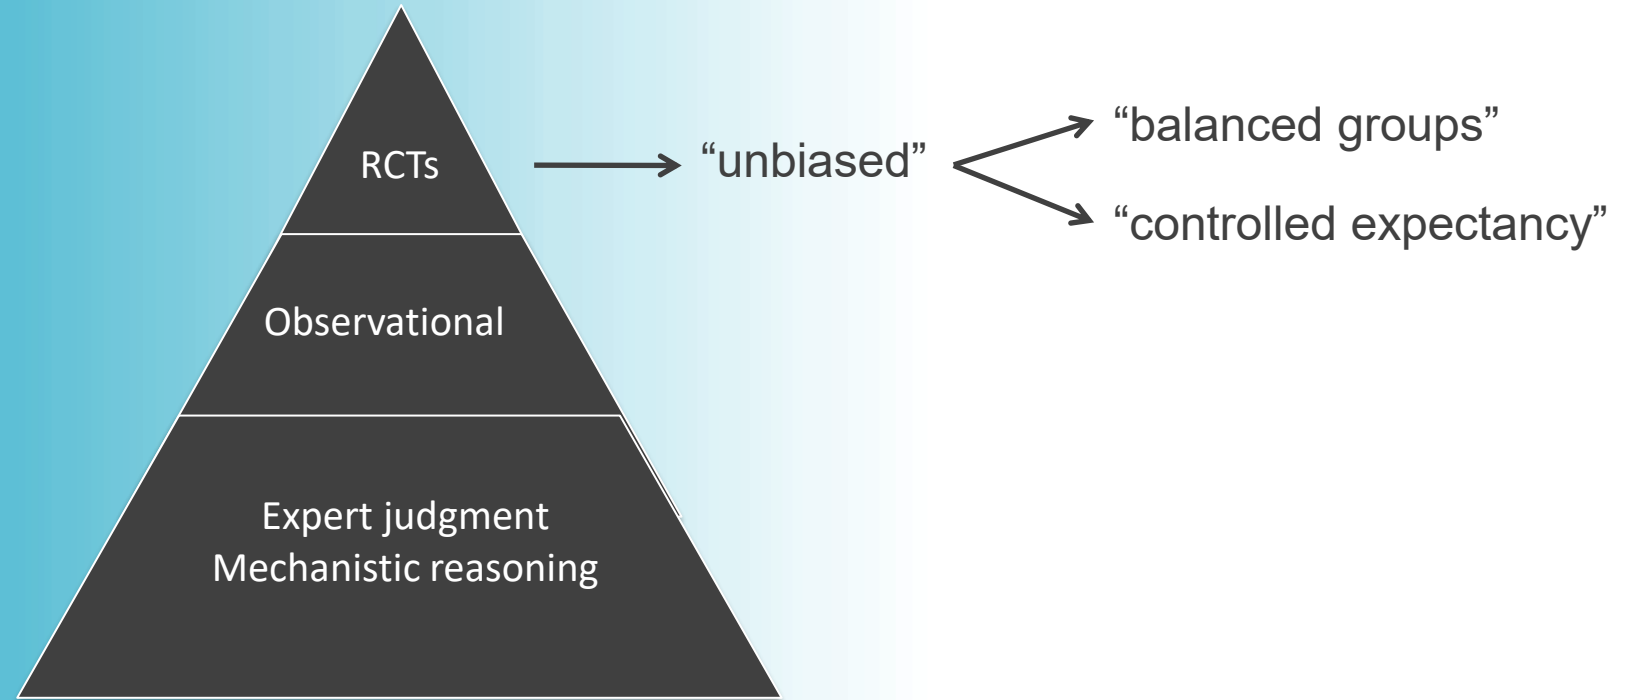 RCTs
“unbiased”
“balanced groups”
“controlled expectancy”
Observational
Expert judgment
Mechanistic reasoning